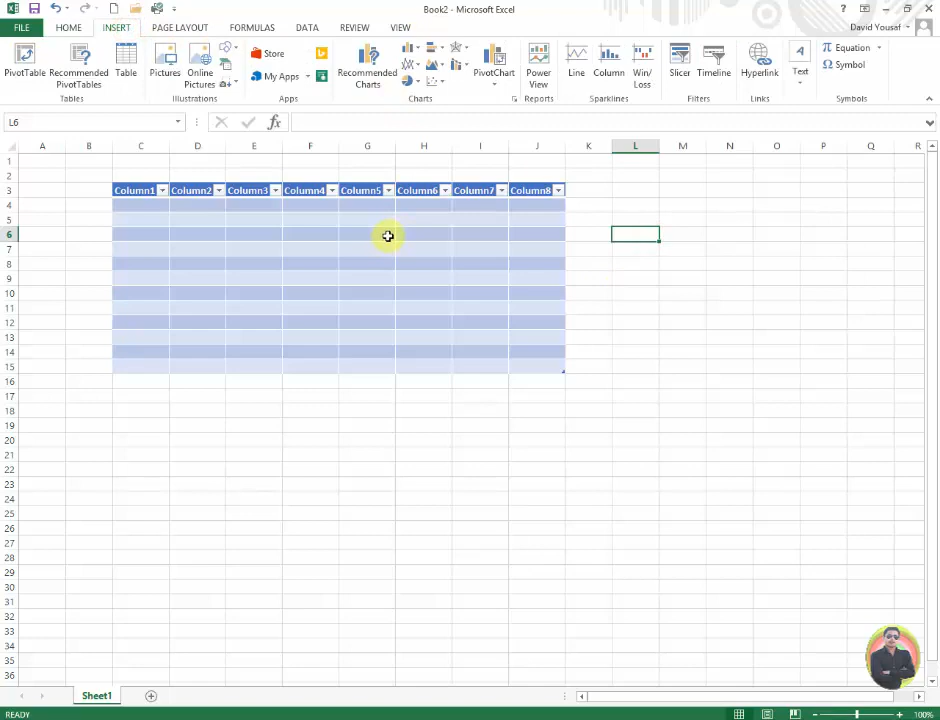 Book2 - Microsoft Excel
?
FILE HOME INSERT PAGE LAYOUT FORMULAS DATA REVIEW VIEW
David Yousaf
PivotTable
Recommended PivotTables
Table
Tables
Pictures
Online Pictures
Illustrations
Store
My Apps
Apps
Recommended Charts
PivotChart
Charts
Power View
Reports
Line
Column
Win/ Loss
Sparklines
Slicer
Timeline
Filters
Hyperlink
Links
Text
Equation
Symbol
Symbols
L6
fx
A B C D E F G H I J K L M N O P Q R
1
2
3 Column1 Column2 Column3 Column4 Column5 Column6 Column7 Column8
4
5
6
7
8
9
10
11
12
13
14
15
16
17
18
19
20
21
22
23
24
25
26
27
28
29
30
31
32
33
34
35
36
Sheet1
READY
100%